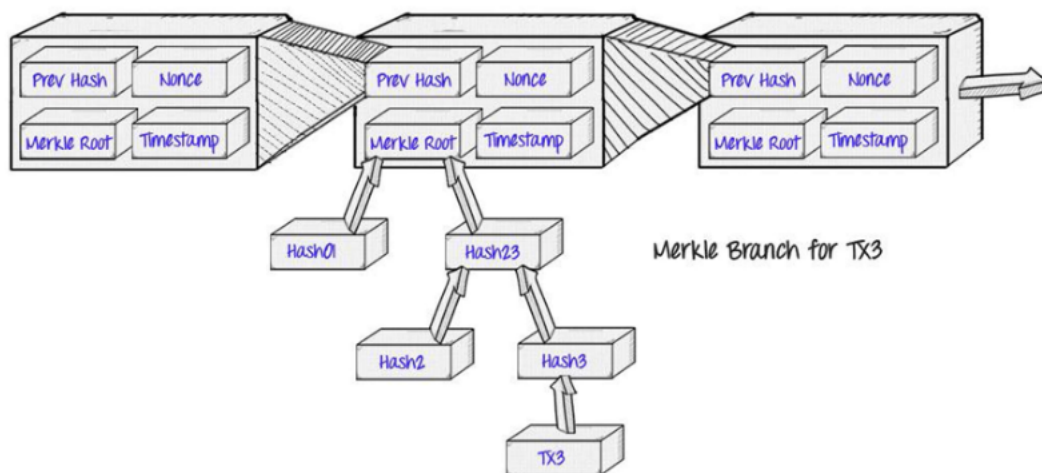 Prev Hash Nonce Prev Hash Nonce Prev Hash Nonce
Merkle Root Timestamp Merkle Root Timestamp Merkle Root Timestamp
Hash01 Hash23 Merkle Branch for TX3
Hash2 Hash3
TX3